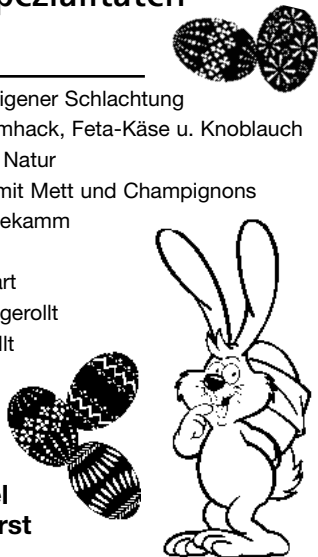 pezialitäten
igener Schlachtung
mhack, Feta-Käse u. Knoblauch
Natur
mit Mett und Champignons
ekamm
art
gerollt
llt
el
rst